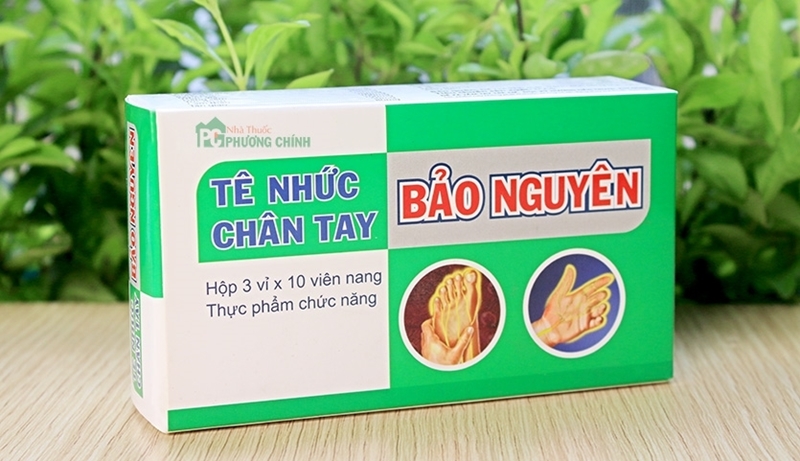 Nhà Thuốc
PG PHƯƠNG CHÍNH
TÊ NHỨC
CHÂN TAY
BẢO NGUYÊN
Hộp 3 vỉ x 10 viên nang
Thực phẩm chức năng
BẢO NGUYÊN